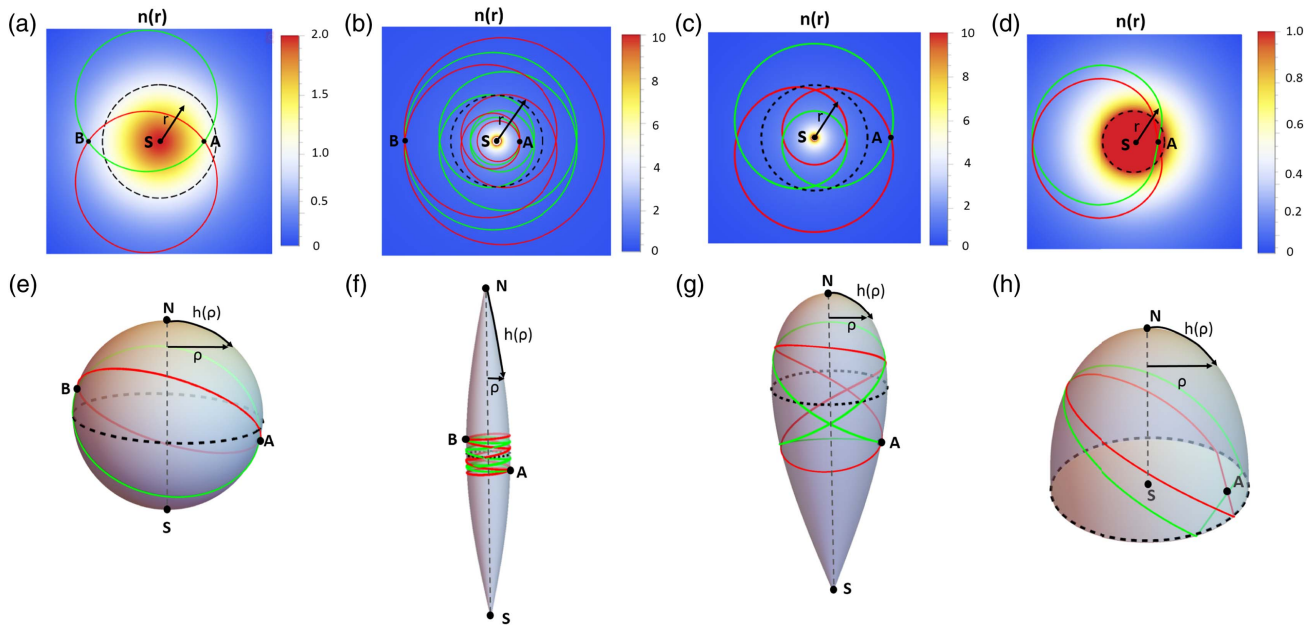 (a) n(r) (b) n(r) (c) n(r) (d) n(r)
2.0
1.5
1.0
0.5
0
B
S
r
A
10
8
6
4
2
0
B
S
r
A
10
8
6
4
2
0
S
r
A
1.0
0.8
0.6
0.4
0.2
0
S
r
A
(e) (f) (g) (h)
N
h(ρ)
ρ
B
A
S
N
h(ρ)
ρ
B
A
S
N
h(ρ)
ρ
A
S
N
h(ρ)
ρ
A
S